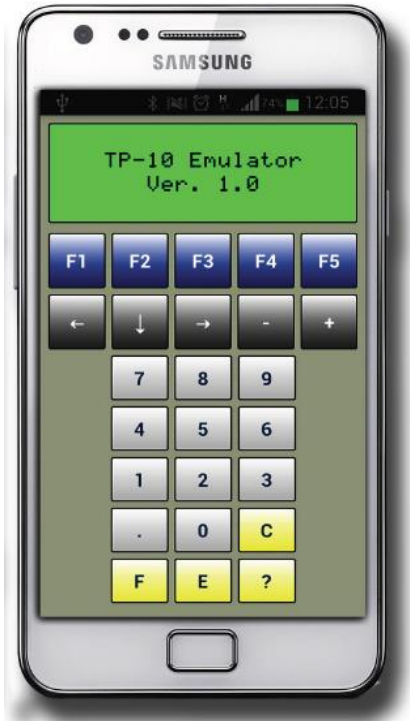 SAMSUNG
H 74% 12:05
TP-10 Emulator
Ver. 1.0
F1 F2 F3 F4 F5
← ↓ → - +
7 8 9
4 5 6
1 2 3
. 0 C
F E ?